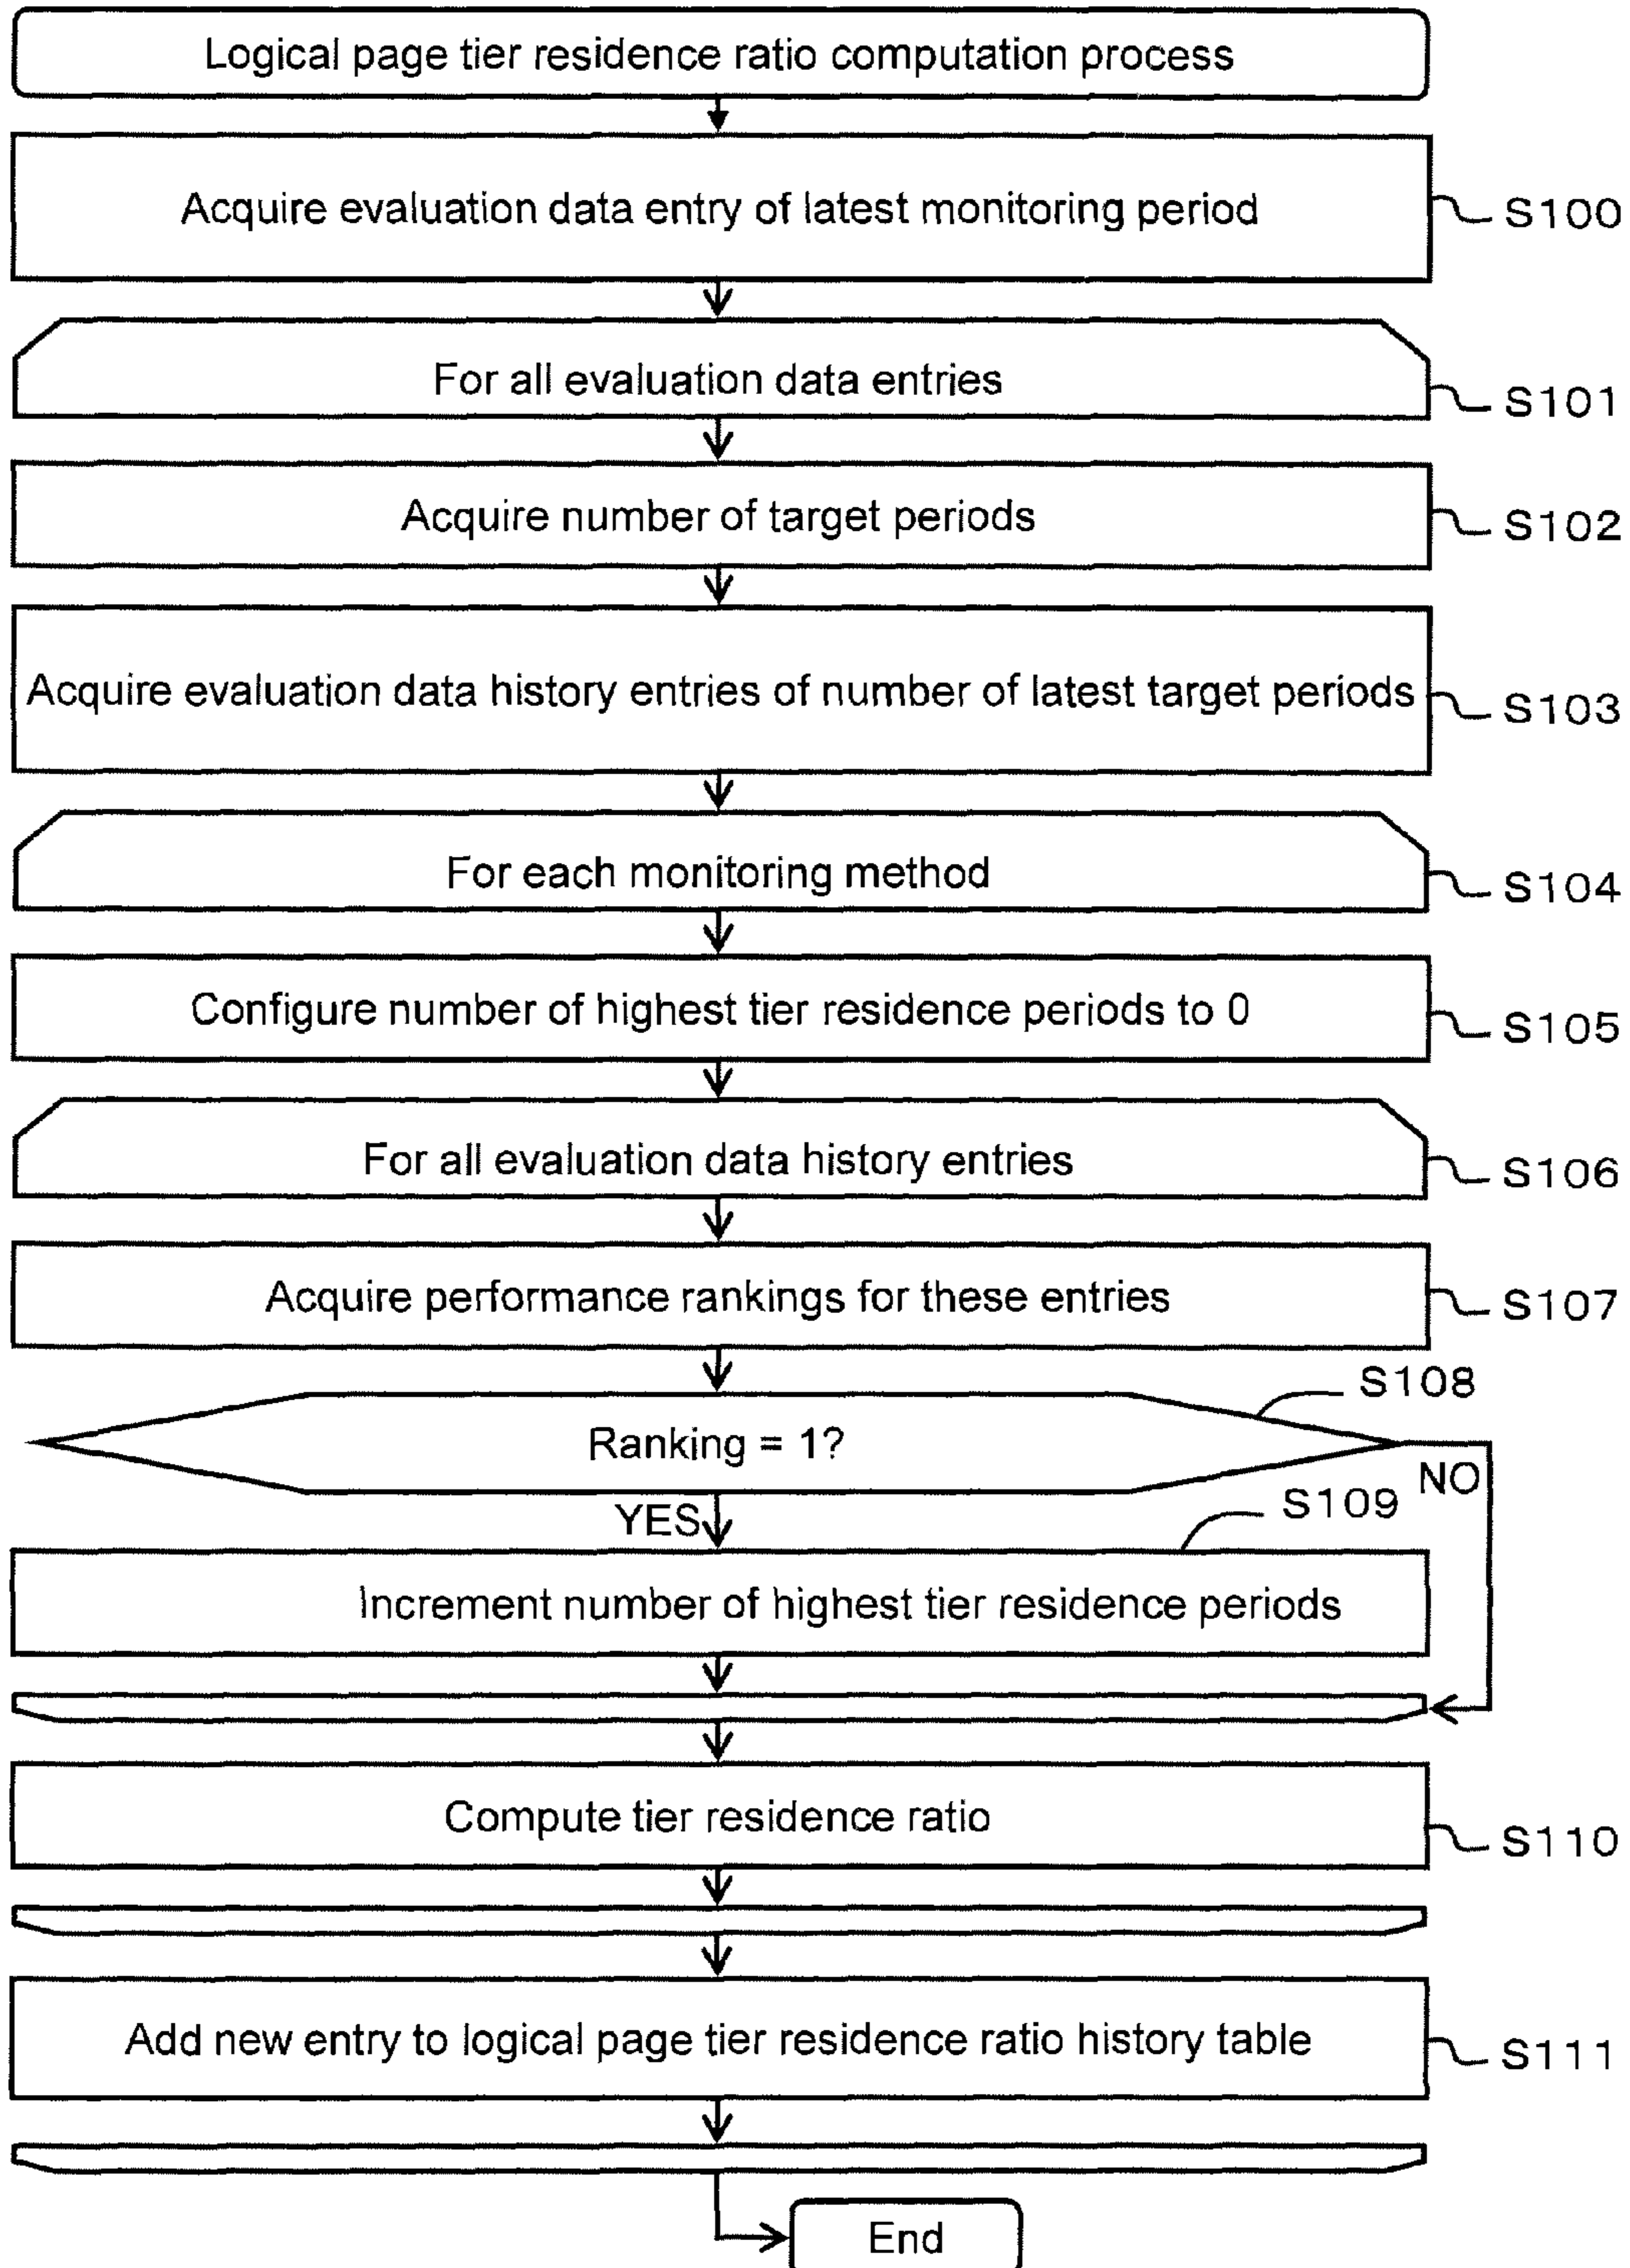 Logical page tier residence ratio computation process
Acquire evaluation data entry of latest monitoring period
S100
For all evaluation data entries
S101
Acquire number of target periods
S102
Acquire evaluation data history entries of number of latest target periods
S103
For each monitoring method
S104
Configure number of highest tier residence periods to 0
S105
For all evaluation data history entries
S106
Acquire performance rankings for these entries
S107
S108
Ranking = 1?
NO
YES
S109
Increment number of highest tier residence periods
Compute tier residence ratio
S110
Add new entry to logical page tier residence ratio history table
S111
End